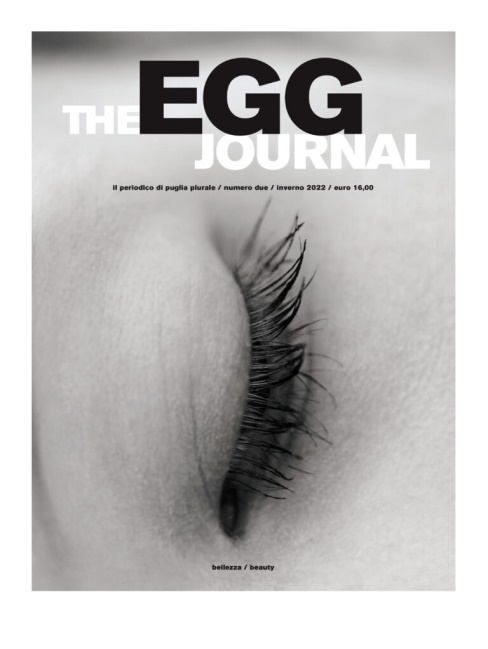 THE EGG
JOURNAL
il periodico di puglia plurale / numero due / inverno 2022 / euro 16,00
bellezza / beauty